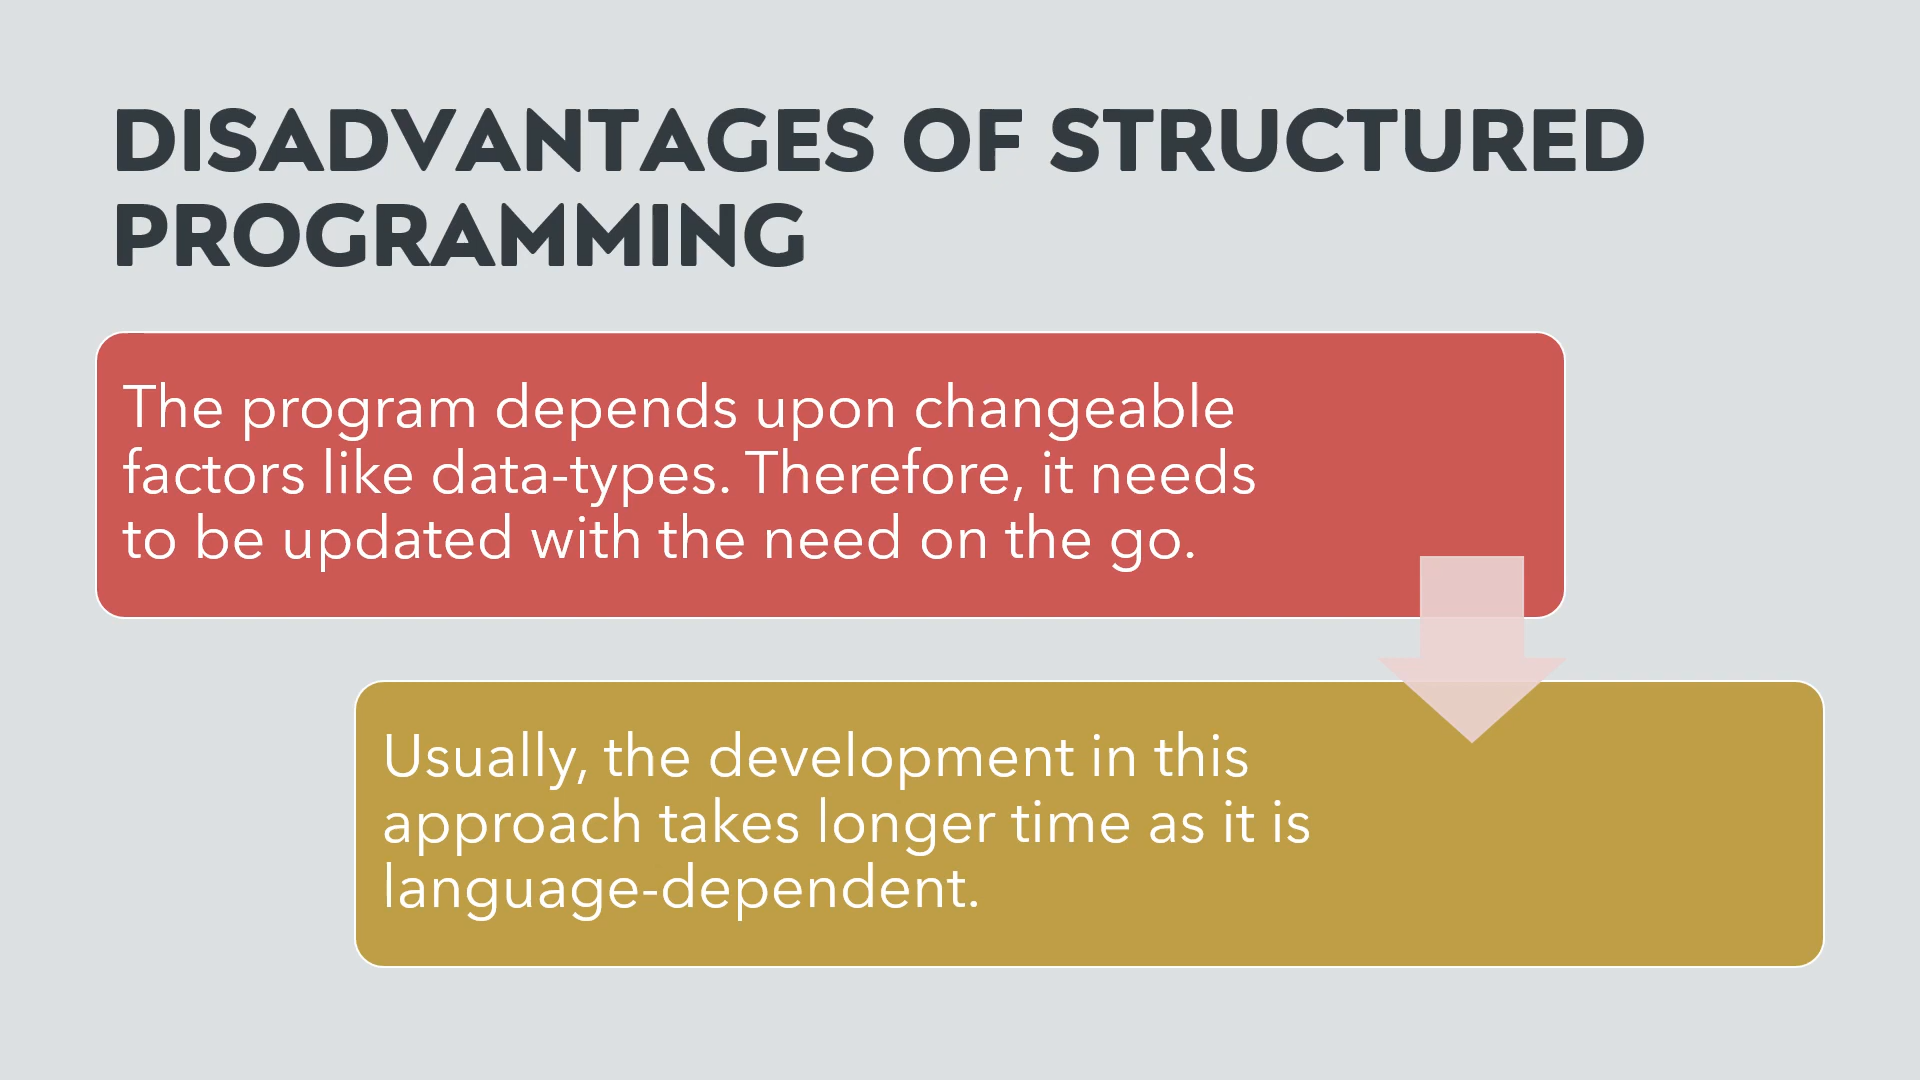 DISADVANTAGES OF STRUCTURED
PROGRAMMING
The program depends upon changeable
factors like data-types. Therefore, it needs
to be updated with the need on the go.
Usually, the development in this
approach takes longer time as it is
language-dependent.